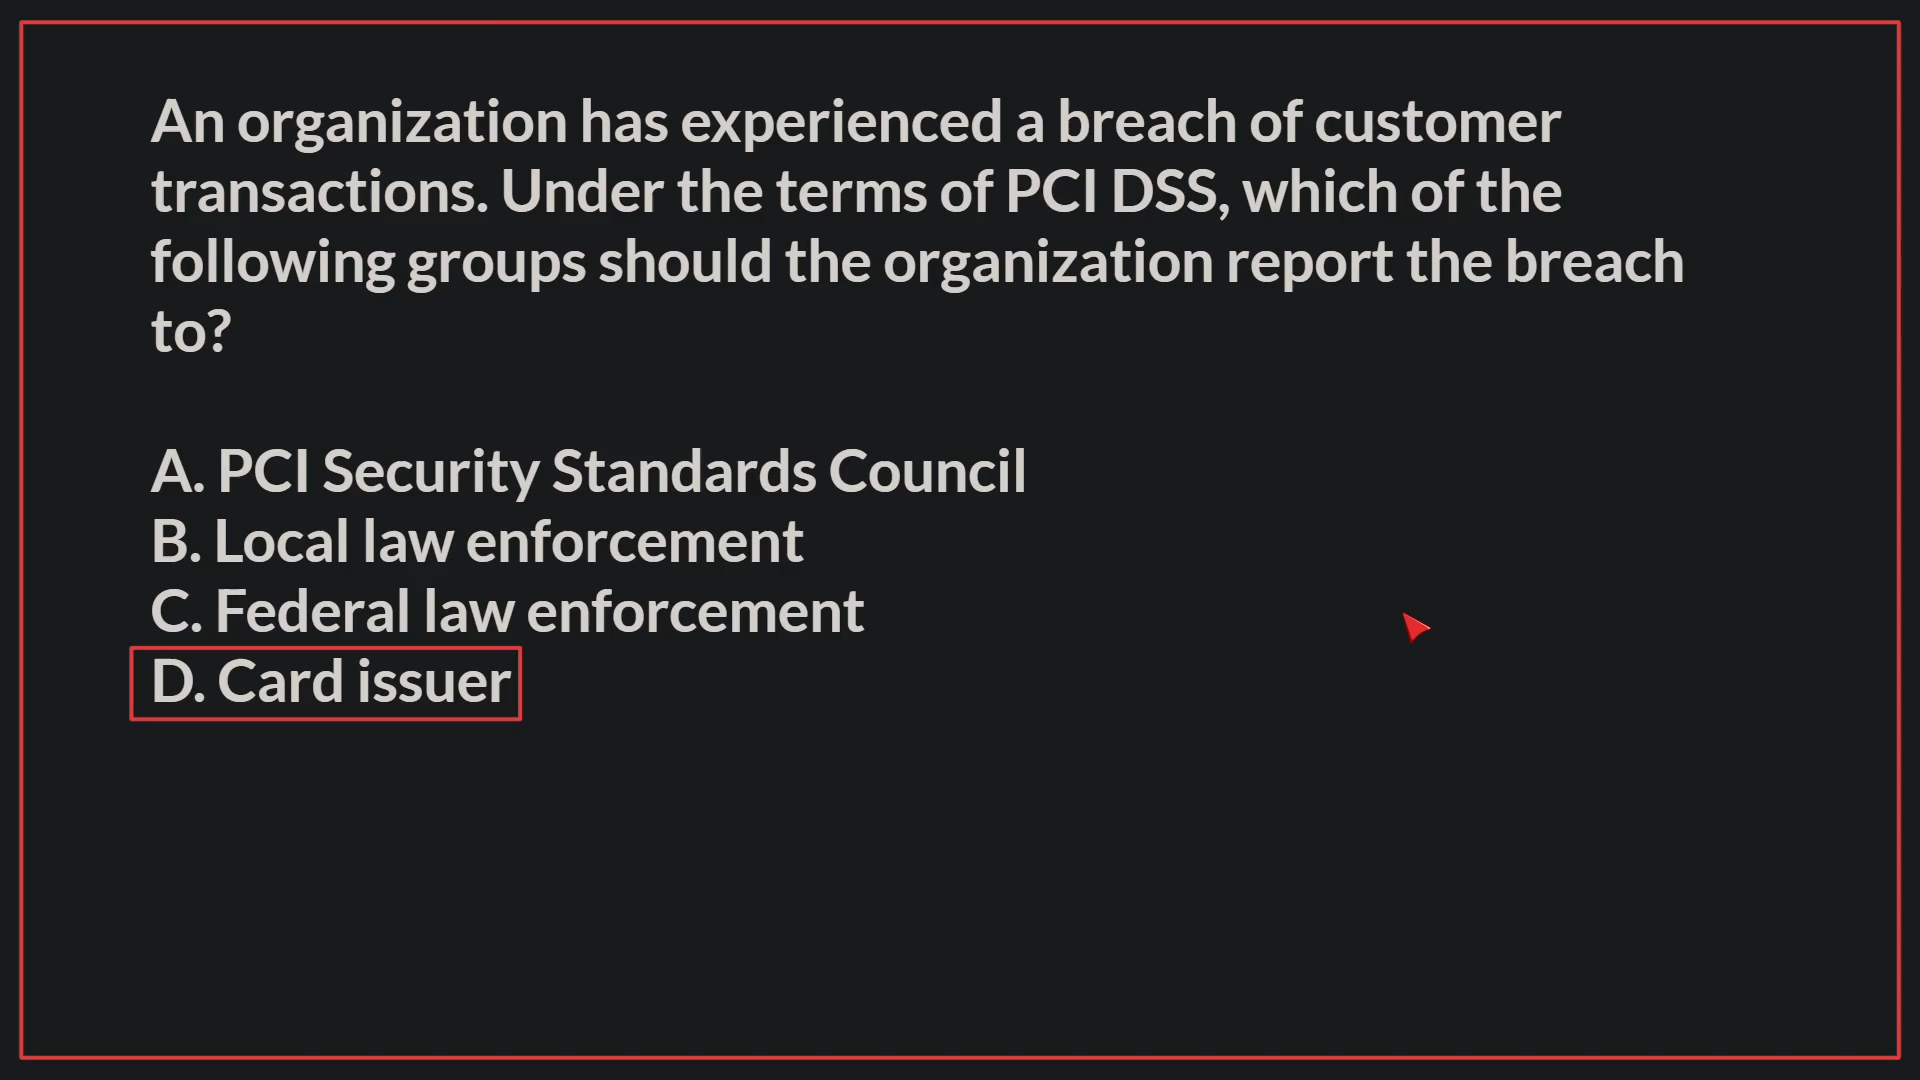 An organization has experienced a breach of customer
transactions. Under the terms of PCI DSS, which of the
following groups should the organization report the breach
to?
A. PCI Security Standards Council
B. Local law enforcement
C. Federal law enforcement
D. Card issuer